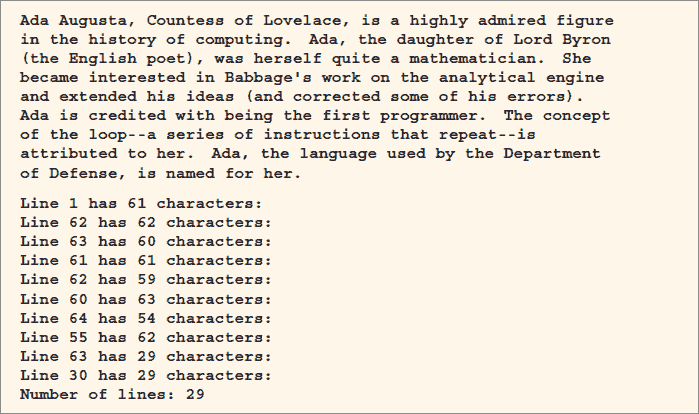 Ada Augusta, Countess of Lovelace, is a highly admired figure
in the history of computing.  Ada, the daughter of Lord Byron
(the English poet), was herself quite a mathematician.  She
became interested in Babbage's work on the analytical engine
and extended his ideas (and corrected some of his errors).
Ada is credited with being the first programmer.  The concept
of the loop--a series of instructions that repeat--is
attributed to her.  Ada, the language used by the Department
of Defense, is named for her.
Line 1 has 61 characters:
Line 62 has 62 characters:
Line 63 has 60 characters:
Line 61 has 61 characters:
Line 62 has 59 characters:
Line 60 has 63 characters:
Line 64 has 54 characters:
Line 55 has 62 characters:
Line 63 has 29 characters:
Line 30 has 29 characters:
Number of lines: 29